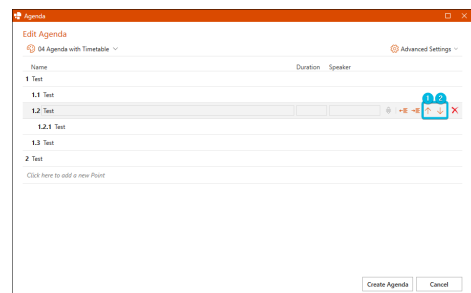 Agenda
Edit Agenda
04 Agenda with Timetable
Advanced Settings
Name Duration Speaker
1 Test
1.1 Test
1 2
1.2 Test
1.2.1 Test
1.3 Test
2 Test
Click here to add a new Point
Create Agenda Cancel